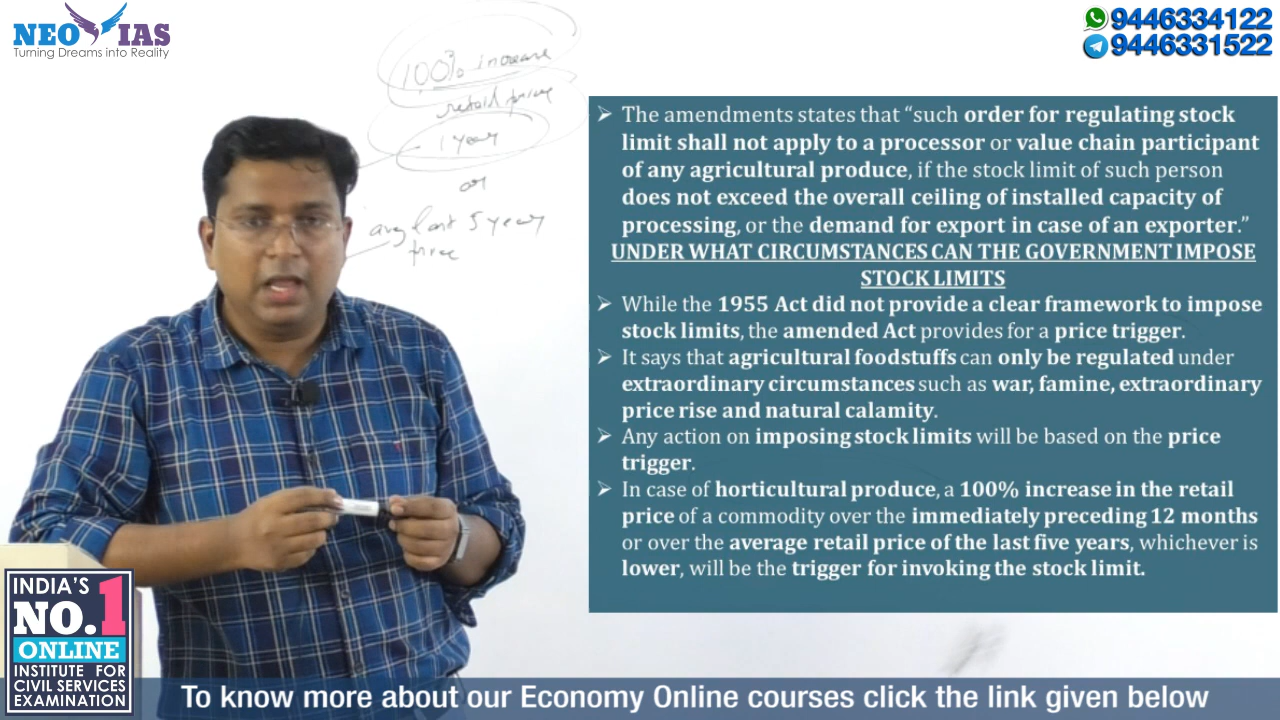 NEO IAS
Turning Dreams into Reality
9446334122
9446331522
100% increase
retail price
1 year
or
avg last 5 year
price
➢ The amendments states that “such order for regulating stock
limit shall not apply to a processor or value chain participant
of any agricultural produce, if the stock limit of such person
does not exceed the overall ceiling of installed capacity of
processing, or the demand for export in case of an exporter.”
UNDER WHAT CIRCUMSTANCES CAN THE GOVERNMENT IMPOSE
STOCK LIMITS
➢ While the 1955 Act did not provide a clear framework to impose
stock limits, the amended Act provides for a price trigger.
➢ It says that agricultural foodstuffs can only be regulated under
extraordinary circumstances such as war, famine, extraordinary
price rise and natural calamity.
➢ Any action on imposing stock limits will be based on the price
trigger.
➢ In case of horticultural produce, a 100% increase in the retail
price of a commodity over the immediately preceding 12 months
or over the average retail price of the last five years, whichever is
lower, will be the trigger for invoking the stock limit.
INDIA'S
NO.1
ONLINE
INSTITUTE FOR
CIVIL SERVICES
EXAMINATION
To know more about our Economy Online courses click the link given below